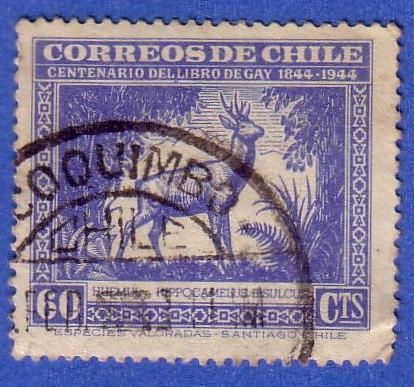 CORREOS DE CHILE
CENTENARIO DEL LIBRO DE GAY 1844-1944
COQUIMBO
CHILE
HUEMUL - HIPPOCAMELUS BISULCUS
60 CTS
ESPECIES VALORADAS - SANTIAGO CHILE